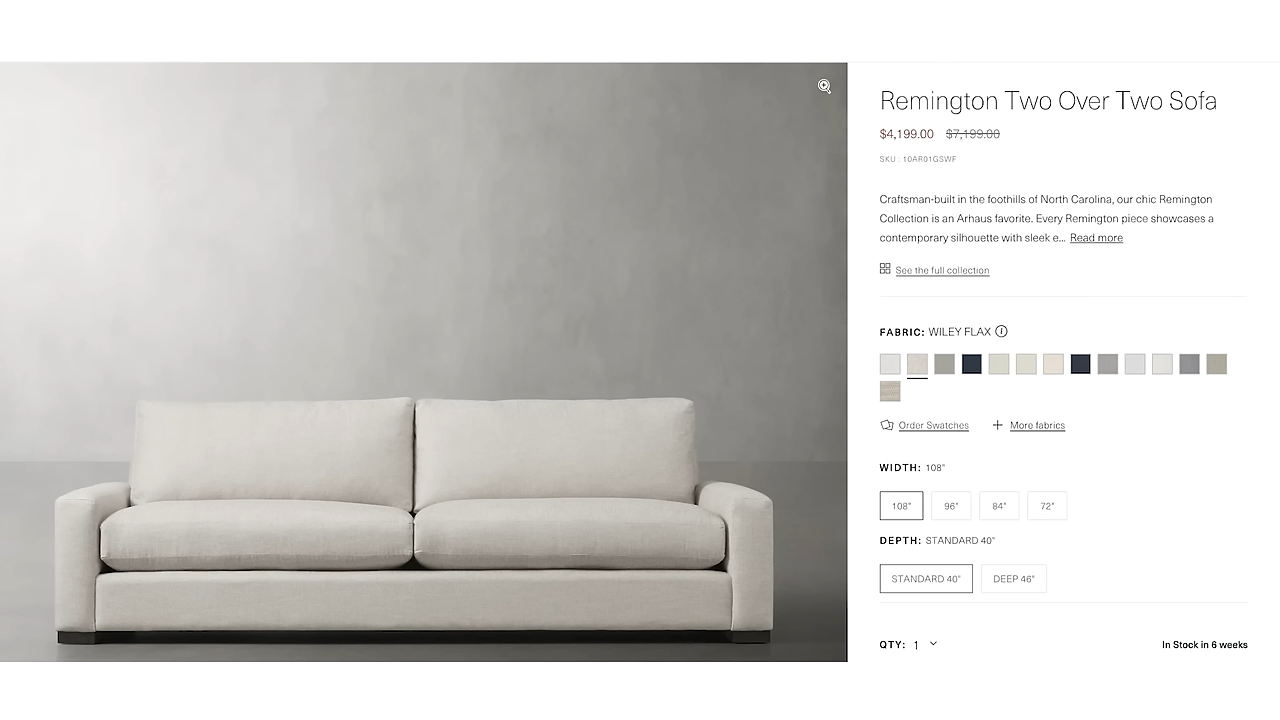 Remington Two Over Two Sofa
$4,199.00 $7,199.00
SKU : 10AR01GSWF
Craftsman-built in the foothills of North Carolina, our chic Remington
Collection is an Arhaus favorite. Every Remington piece showcases a
contemporary silhouette with sleek e... Read more
See the full collection
FABRIC: WILEY FLAX
Order Swatches More fabrics
WIDTH: 108"
108" 96" 84" 72"
DEPTH: STANDARD 40"
STANDARD 40" DEEP 46"
QTY: 1 In Stock in 6 weeks